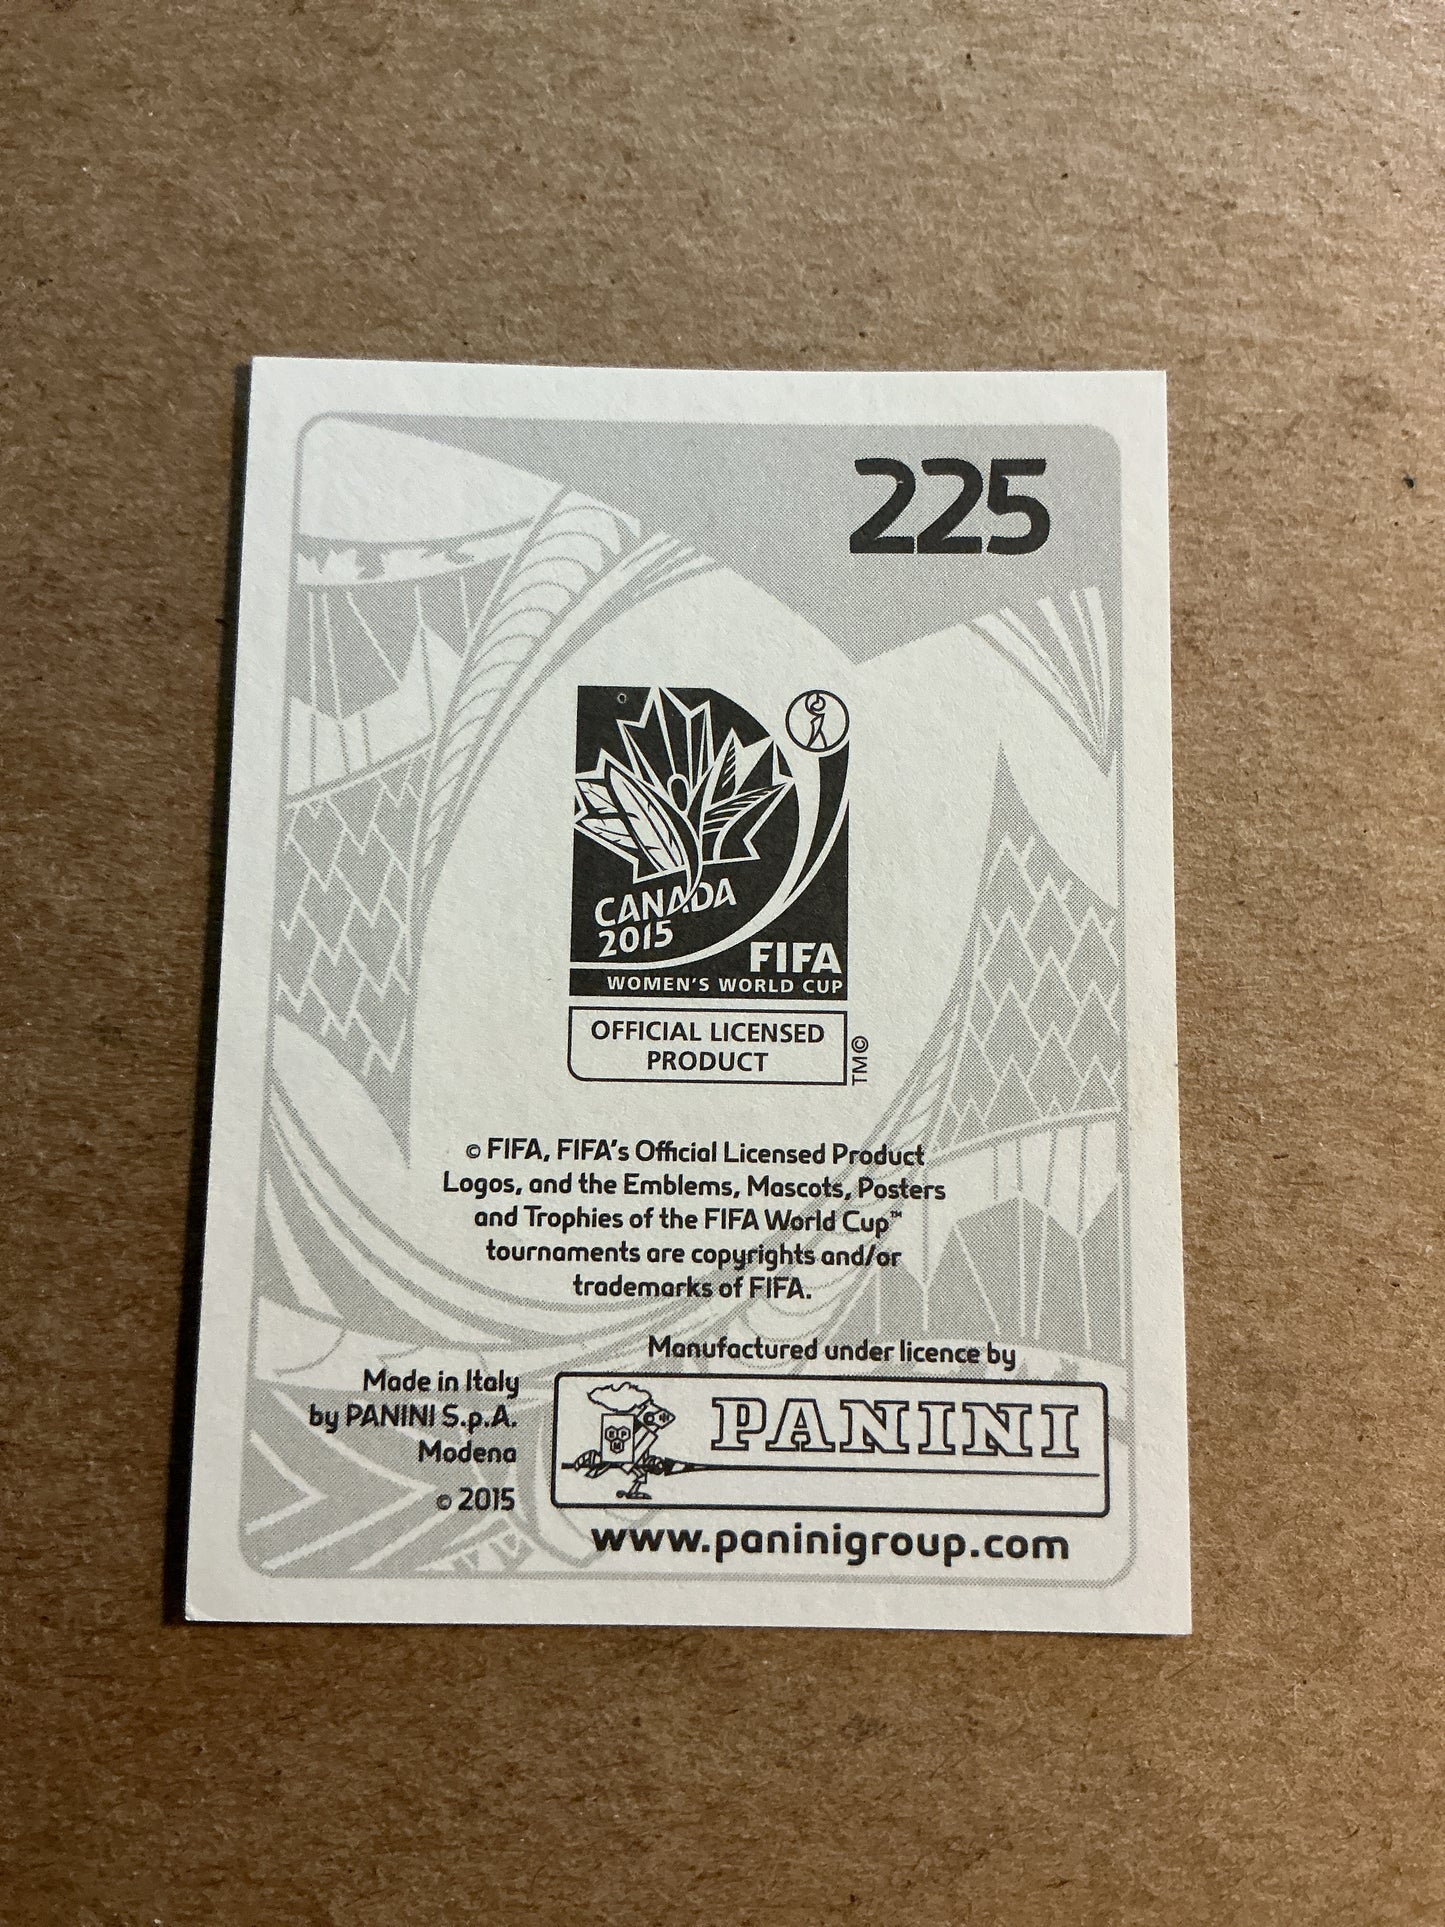 225
CANADA
2015
FIFA
WOMEN'S WORLD CUP
OFFICIAL LICENSED
PRODUCT
TM©
© FIFA, FIFA's Official Licensed Product
Logos, and the Emblems, Mascots, Posters
and Trophies of the FIFA World Cup™
tournaments are copyrights and/or
trademarks of FIFA.
Manufactured under licence by
Made in Italy
by PANINI S.p.A.
Modena
© 2015
PANINI
www.paninigroup.com